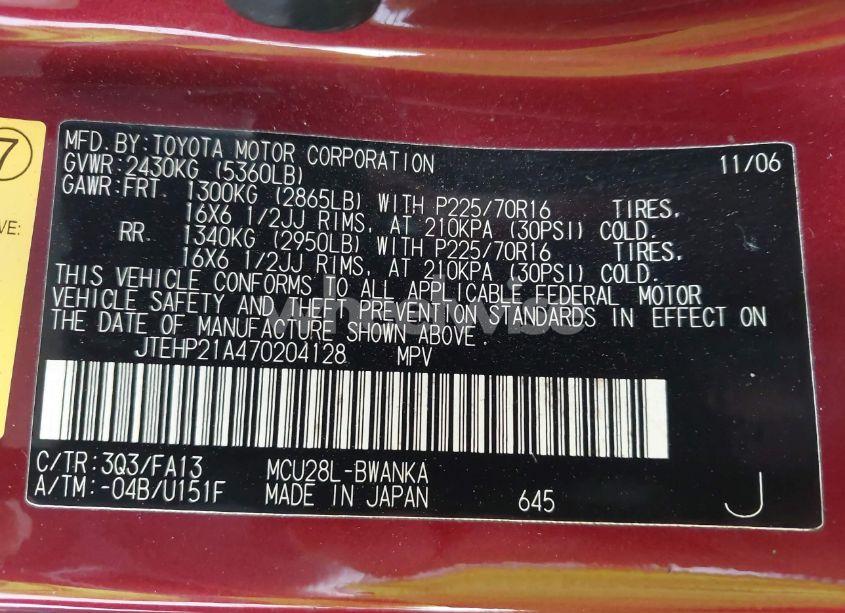 7
VE:
MFD. BY: TOYOTA MOTOR CORPORATION 11/06
GVWR: 2430KG (5360LB)
GAWR: FRT. 1300KG (2865LB) WITH P225/70R16 TIRES,
16X6 1/2JJ RIMS, AT 210KPA (30PSI) COLD.
RR. 1340KG (2950LB) WITH P225/70R16 TIRES,
16X6 1/2JJ RIMS, AT 210KPA (30PSI) COLD.
THIS VEHICLE CONFORMS TO ALL APPLICABLE FEDERAL MOTOR
VEHICLE SAFETY AND THEFT PREVENTION STANDARDS IN EFFECT ON
THE DATE OF MANUFACTURE SHOWN ABOVE.
JTEHP21A470204128 MPV
C/TR: 3Q3/FA13 MCU28L-BWANKA
A/TM: -04B/U151F MADE IN JAPAN 645 J